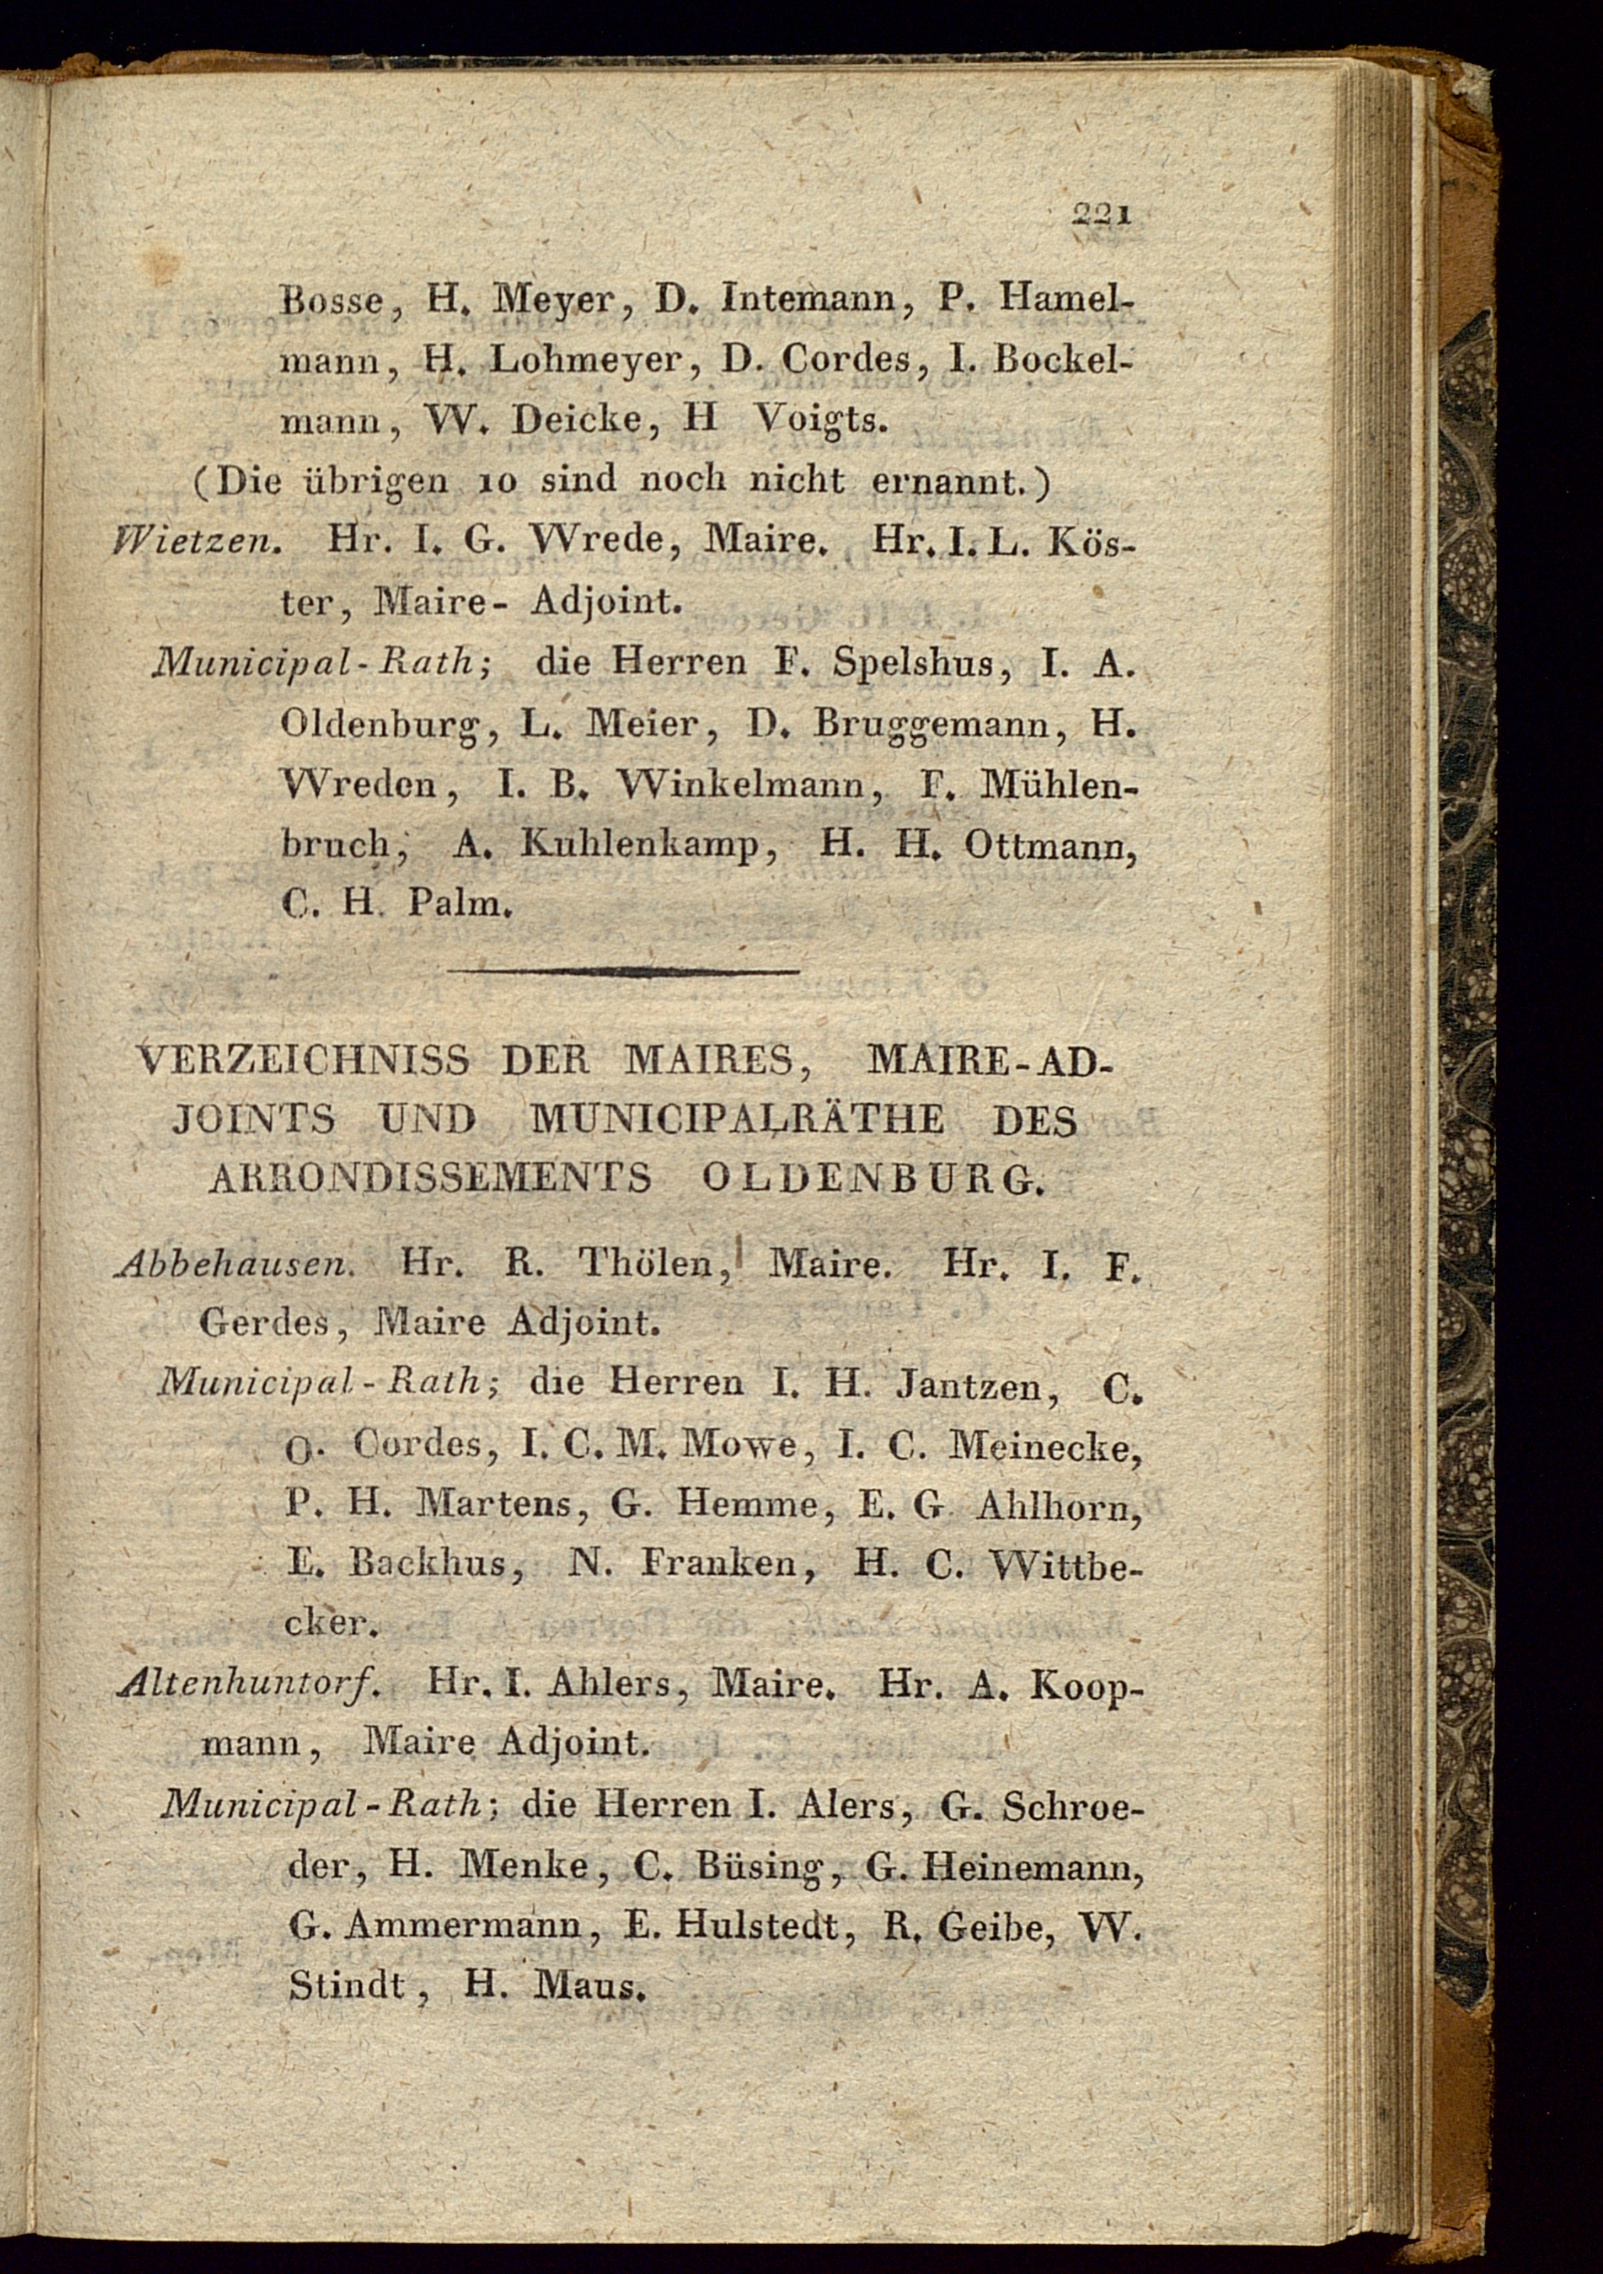 221
Bosse, H. Meyer, D. Intemann, P. Hamel-
mann, H. Lohmeyer, D. Cordes, I. Bockel-
mann, W. Deicke, H Voigts.
(Die übrigen 10 sind noch nicht ernannt.)
Wietzen. Hr. I. G. Wrede, Maire. Hr. I. L. Kös-
ter, Maire- Adjoint.
Municipal-Rath; die Herren F. Spelshus, I. A.
Oldenburg, L. Meier, D. Bruggemann, H.
Wreden, I. B. Winkelmann, F. Mühlen-
bruch, A. Kuhlenkamp, H. H. Ottmann,
C. H. Palm.
VERZEICHNISS DER MAIRES, MAIRE-AD-
JOINTS UND MUNICIPALRÄTHE DES
ARRONDISSEMENTS OLDENBURG.
Abbehausen. Hr. R. Thölen, Maire. Hr. I. F.
Gerdes, Maire Adjoint.
Municipal-Rath; die Herren I. H. Jantzen, C.
O. Cordes, I. C. M. Mowe, I. C. Meinecke,
P. H. Martens, G. Hemme, E. G. Ahlhorn,
E. Backhus, N. Franken, H. C. Wittbe-
cker.
Altenhuntorf. Hr. I. Ahlers, Maire. Hr. A. Koop-
mann, Maire Adjoint.
Municipal-Rath; die Herren I. Alers, G. Schroe-
der, H. Menke, C. Büsing, G. Heinemann,
G. Ammermann, E. Hulstedt, R. Geibe, W.
Stindt, H. Maus.